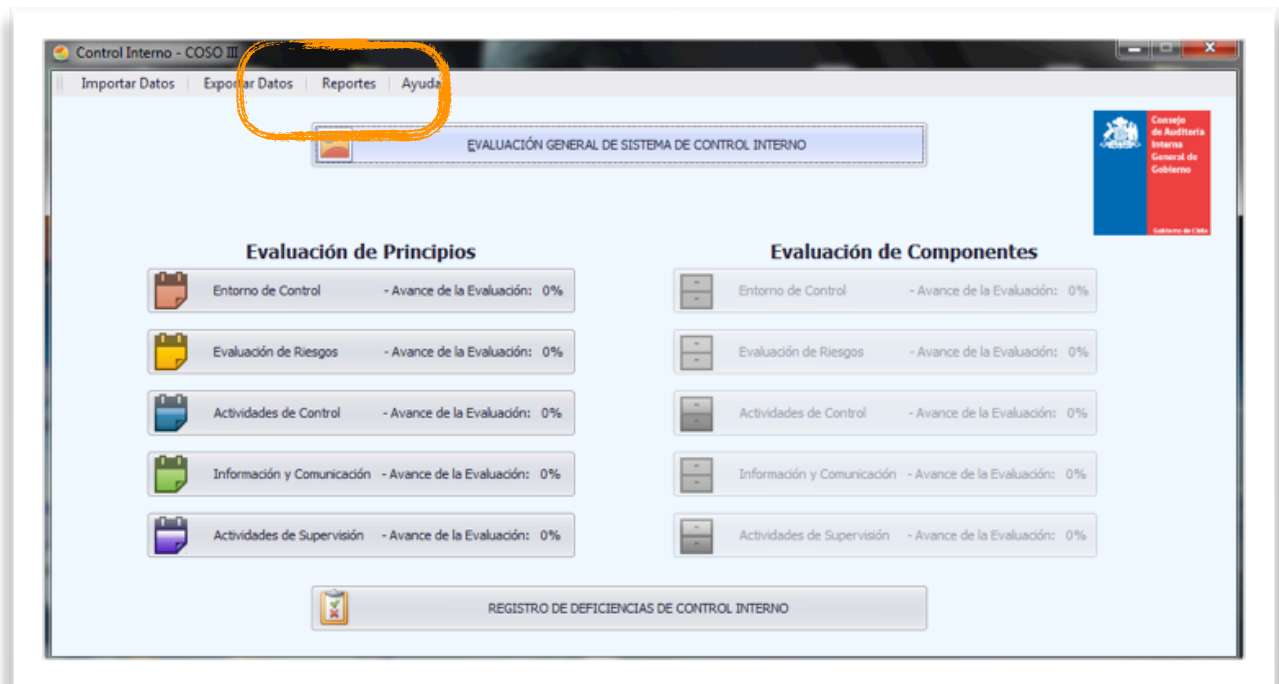 Control Interno - COSO III
Importar Datos Exportar Datos Reportes Ayuda
EVALUACIÓN GENERAL DE SISTEMA DE CONTROL INTERNO
Consejo
de Auditoría
Interna
General de
Gobierno
Gobierno de Chile
Evaluación de Principios
Entorno de Control - Avance de la Evaluación: 0%
Evaluación de Riesgos - Avance de la Evaluación: 0%
Actividades de Control - Avance de la Evaluación: 0%
Información y Comunicación - Avance de la Evaluación: 0%
Actividades de Supervisión - Avance de la Evaluación: 0%
Evaluación de Componentes
Entorno de Control - Avance de la Evaluación: 0%
Evaluación de Riesgos - Avance de la Evaluación: 0%
Actividades de Control - Avance de la Evaluación: 0%
Información y Comunicación - Avance de la Evaluación: 0%
Actividades de Supervisión - Avance de la Evaluación: 0%
REGISTRO DE DEFICIENCIAS DE CONTROL INTERNO